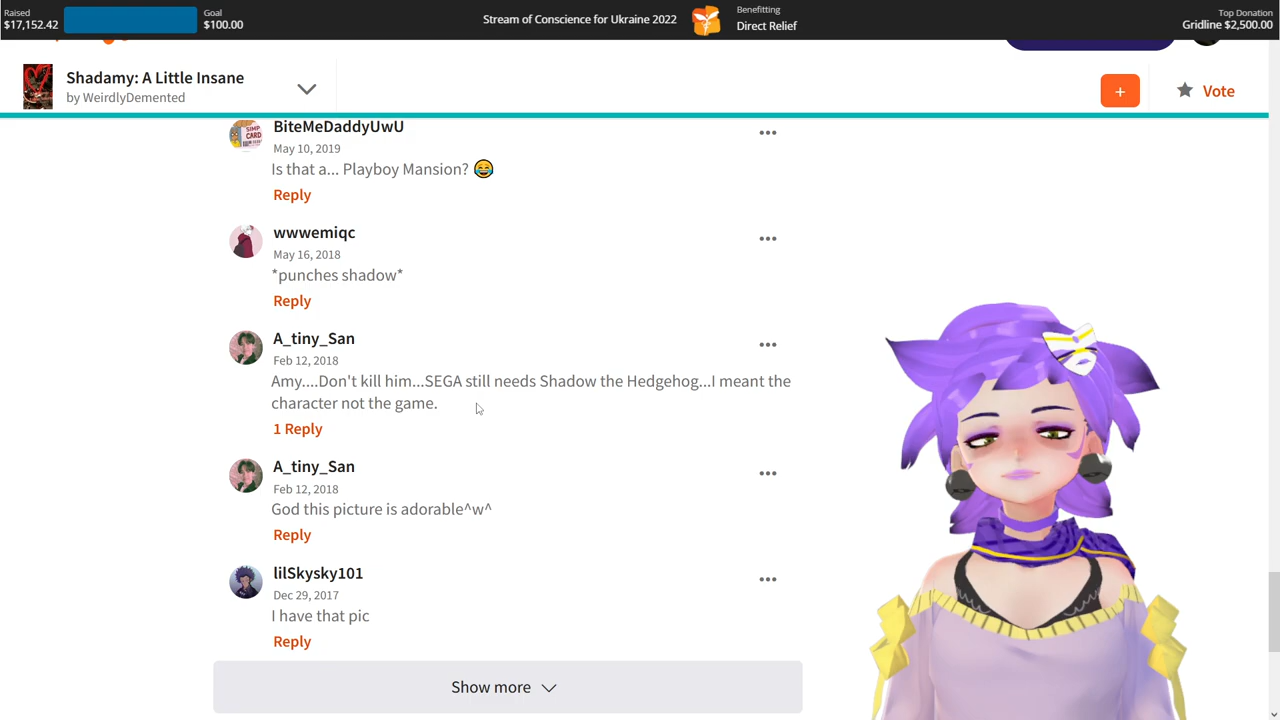 Raised
$17,152.42
Goal
$100.00
Stream of Conscience for Ukraine 2022
Benefitting
Direct Relief
Top Donation
Gridline $2,500.00
Shadamy: A Little Insane
by WeirdlyDemented
+
Vote
BiteMeDaddyUwU
May 10, 2019
Is that a... Playboy Mansion? 😂
Reply
wwwemiqc
May 16, 2018
*punches shadow*
Reply
A_tiny_San
Feb 12, 2018
Amy....Don't kill him...SEGA still needs Shadow the Hedgehog...I meant the
character not the game.
1 Reply
A_tiny_San
Feb 12, 2018
God this picture is adorable^w^
Reply
lilSkysky101
Dec 29, 2017
I have that pic
Reply
Show more
SIMP
CARD